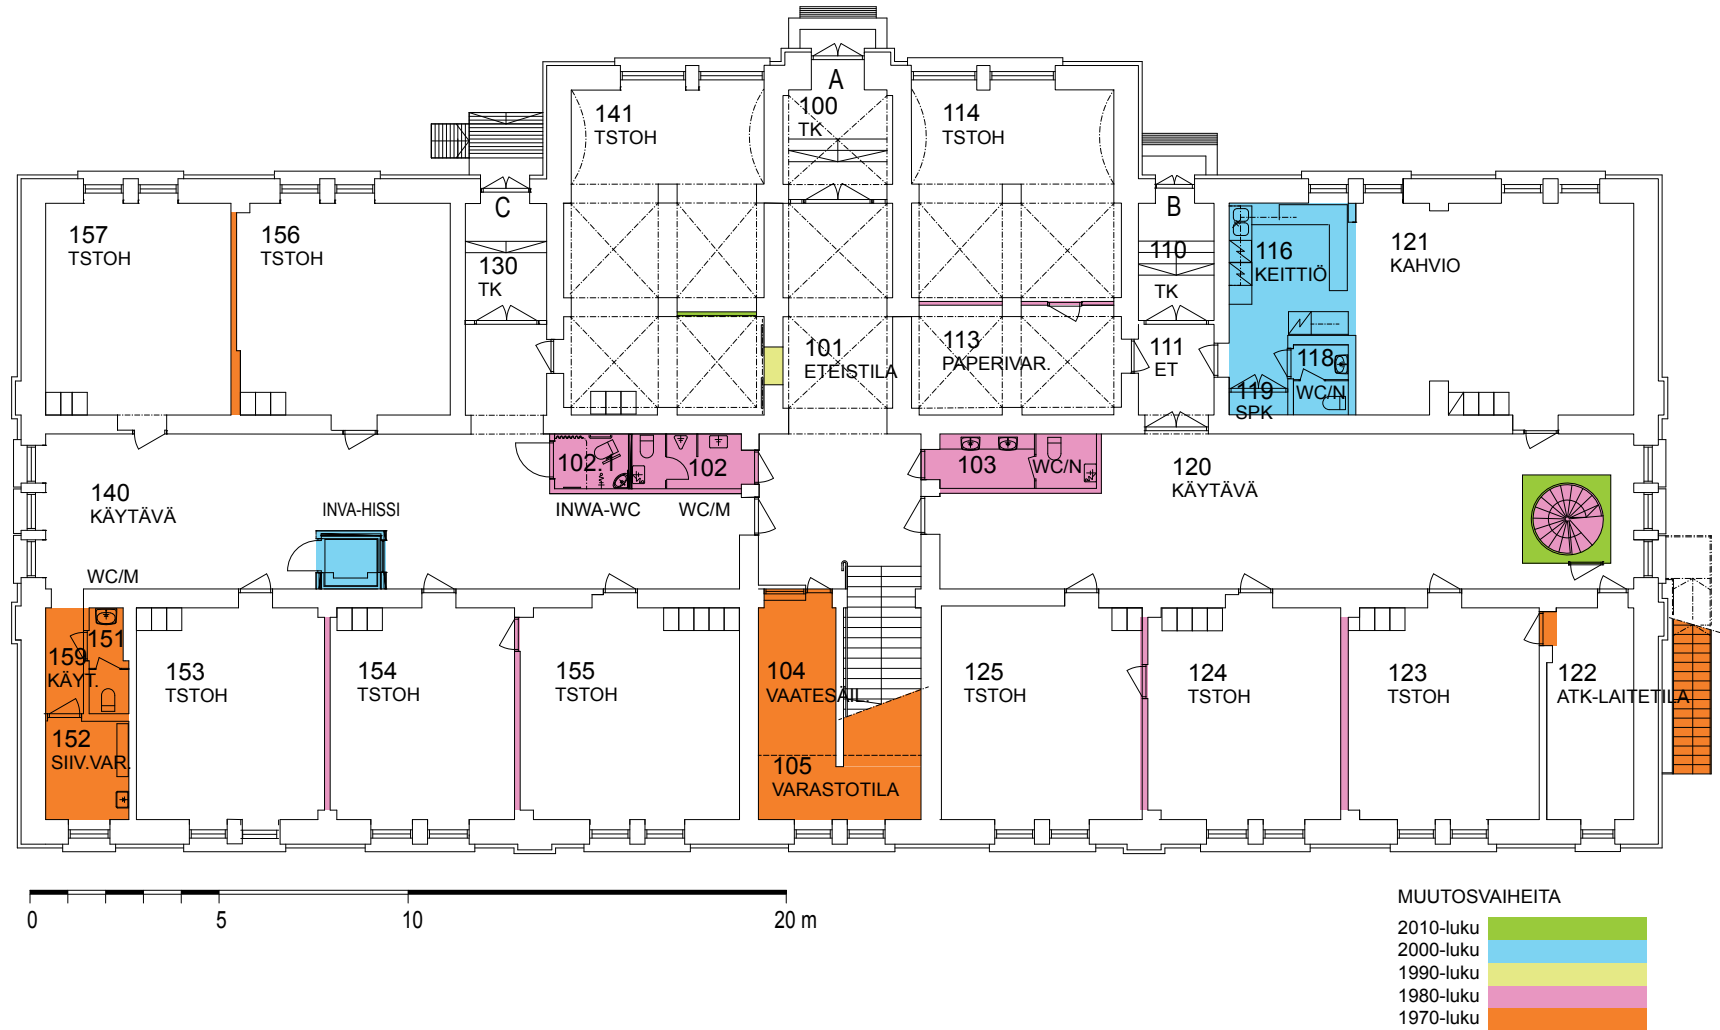 A
141
TSTOH
100
TK
114
TSTOH
C
B
157
TSTOH
156
TSTOH
130
TK
110
TK
116
KEITTIÖ
121
KAHVIO
101
ETEISTILA
113
PAPERIVAR.
111
ET
118
WC/N
119
SPK
102.1
INWA-WC
102
WC/M
103
WC/N
120
KÄYTÄVÄ
140
KÄYTÄVÄ
INVA-HISSI
WC/M
151
159
KÄYT.
152
SIIV.VAR.
153
TSTOH
154
TSTOH
155
TSTOH
104
VAATESÄIL
105
VARASTOTILA
125
TSTOH
124
TSTOH
123
TSTOH
122
ATK-LAITETILA
0 5 10 20 m
MUUTOSVAIHEITA
2010-luku
2000-luku
1990-luku
1980-luku
1970-luku